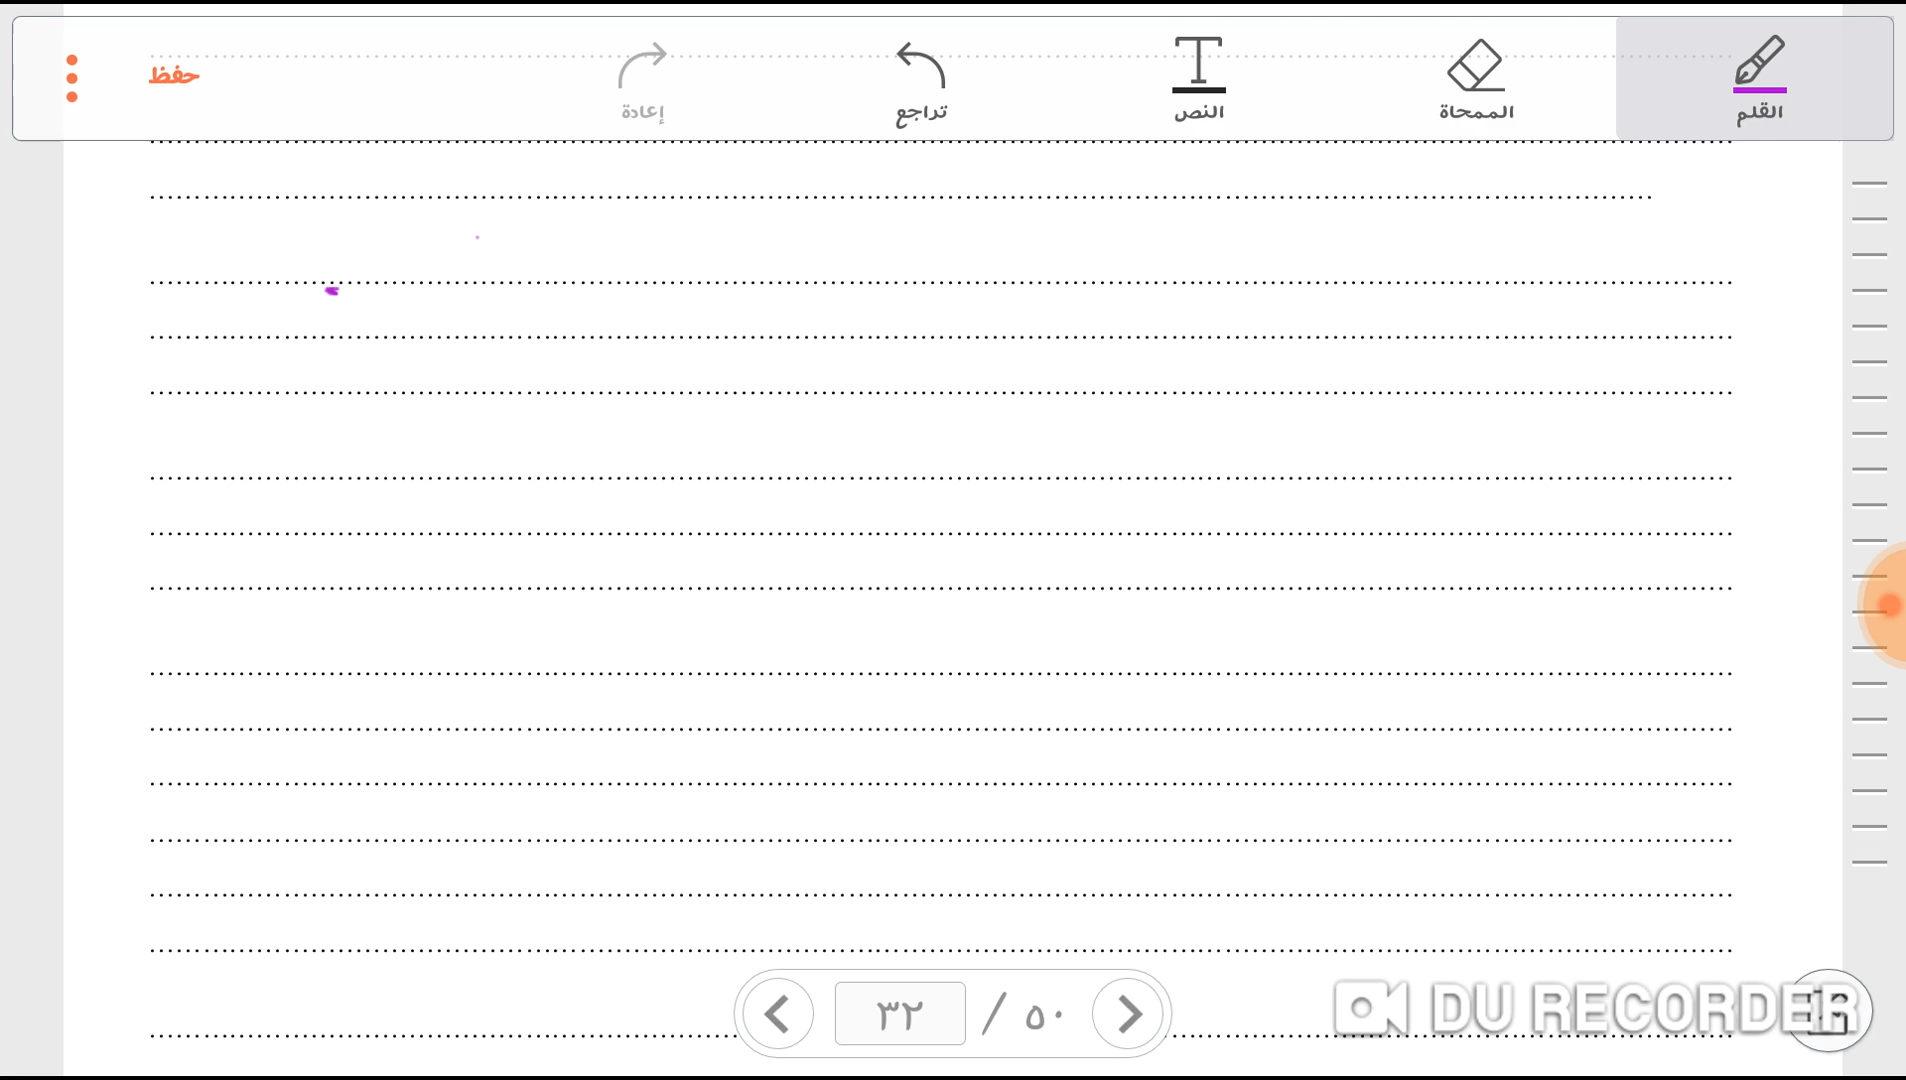 القلم
الممحاة
النص
تراجع
إعادة
حفظ
٣٢ / ٥٠
DU RECORDER